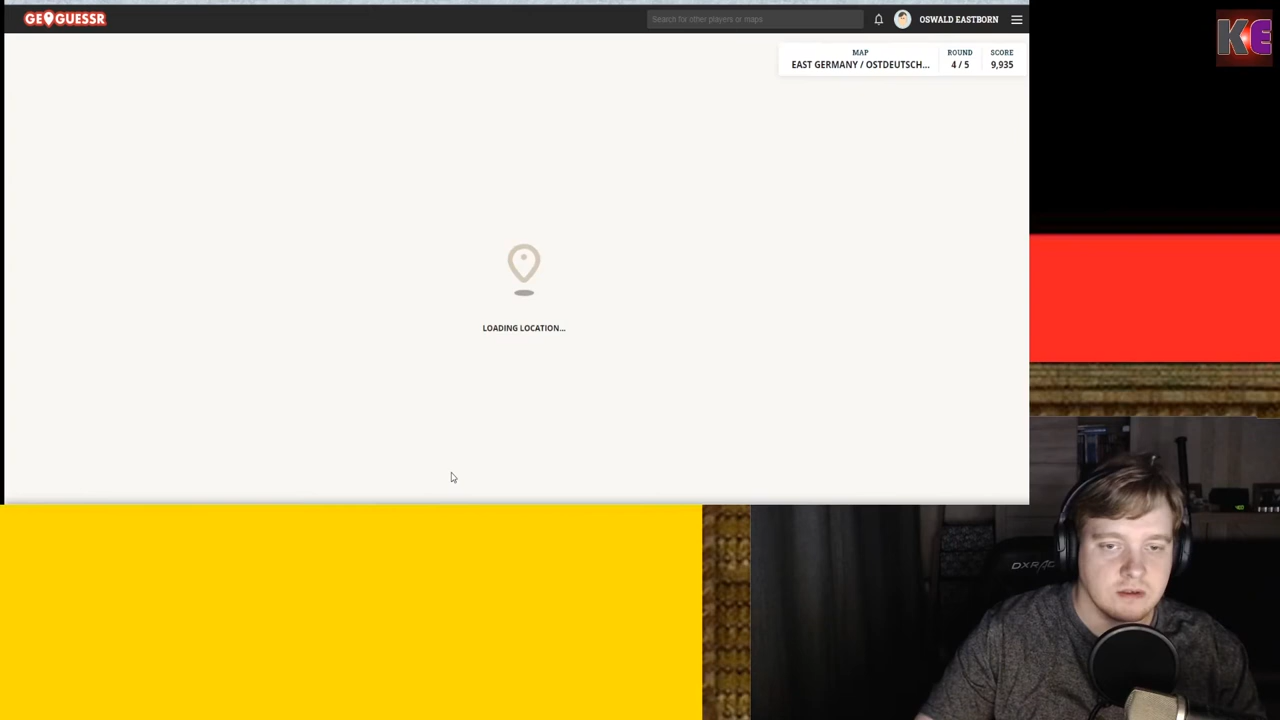 GEOGUESSR
Search for other players or maps
OSWALD EASTBORN
MAP
EAST GERMANY / OSTDEUTSCH...
ROUND
4 / 5
SCORE
9,935
LOADING LOCATION...
KE